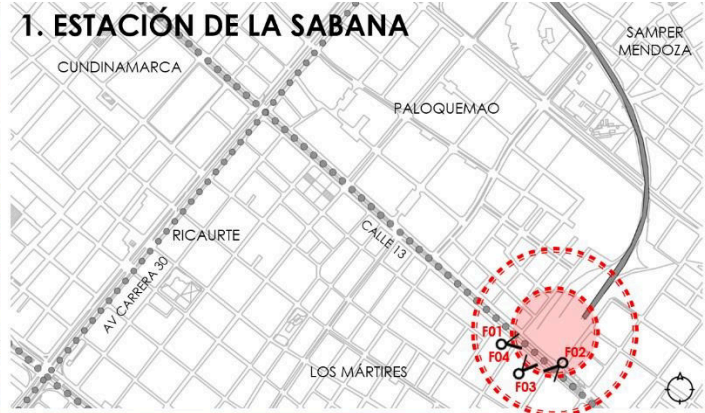 1. ESTACIÓN DE LA SABANA
SAMPER
MENDOZA
CUNDINAMARCA
PALOQUEMAO
RICAURTE
CALLE 13
AV CARRERA 30
F01
F04
F02
F03
LOS MÁRTIRES